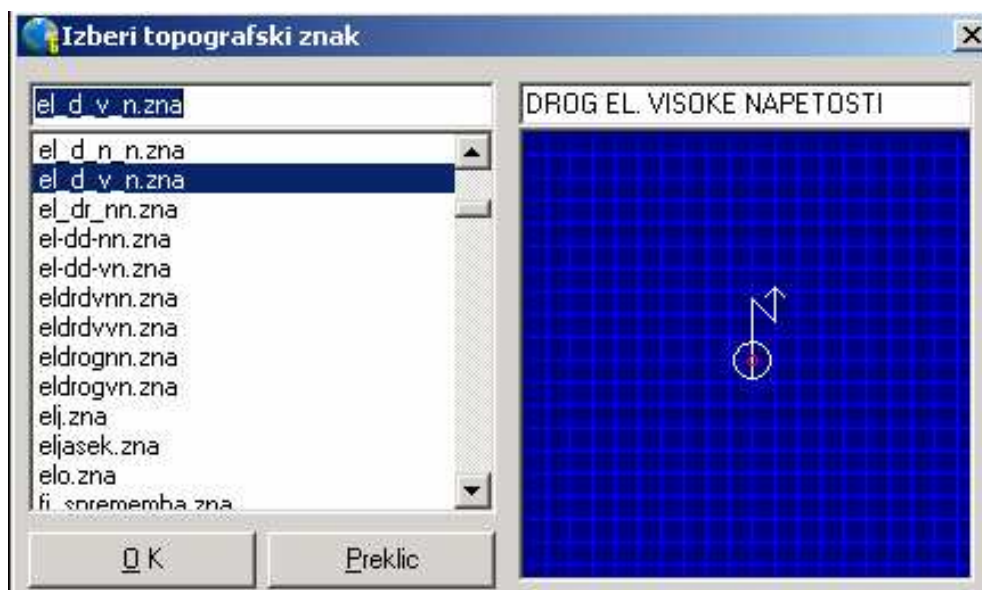 Izberi topografski znak
el_d_v_n.zna
DROG EL. VISOKE NAPETOSTI
el_d_n_n.zna
el_d_v_n.zna
el_dr_nn.zna
el-dd-nn.zna
el-dd-vn.zna
eldrdvnn.zna
eldrdvvn.zna
eldrognn.zna
eldrogvn.zna
elj.zna
eljasek.zna
elo.zna
fi_sprememba.zna
O K
Preklic